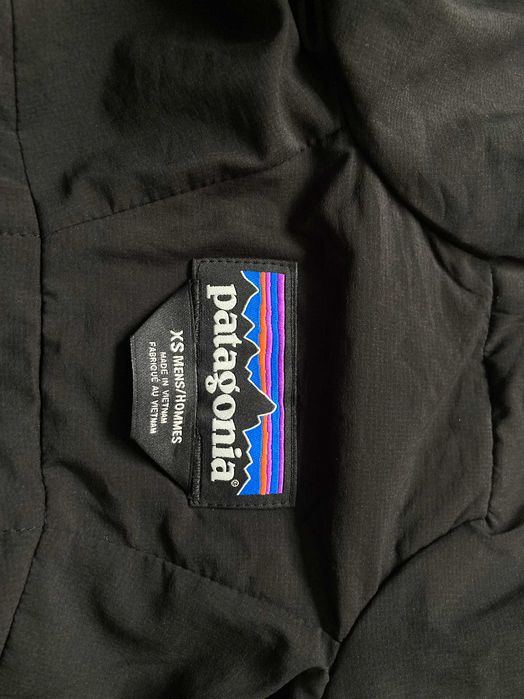 patagonia®
XS MENS/HOMMES
MADE IN VIETNAM
FABRIQUÉ AU VIETNAM